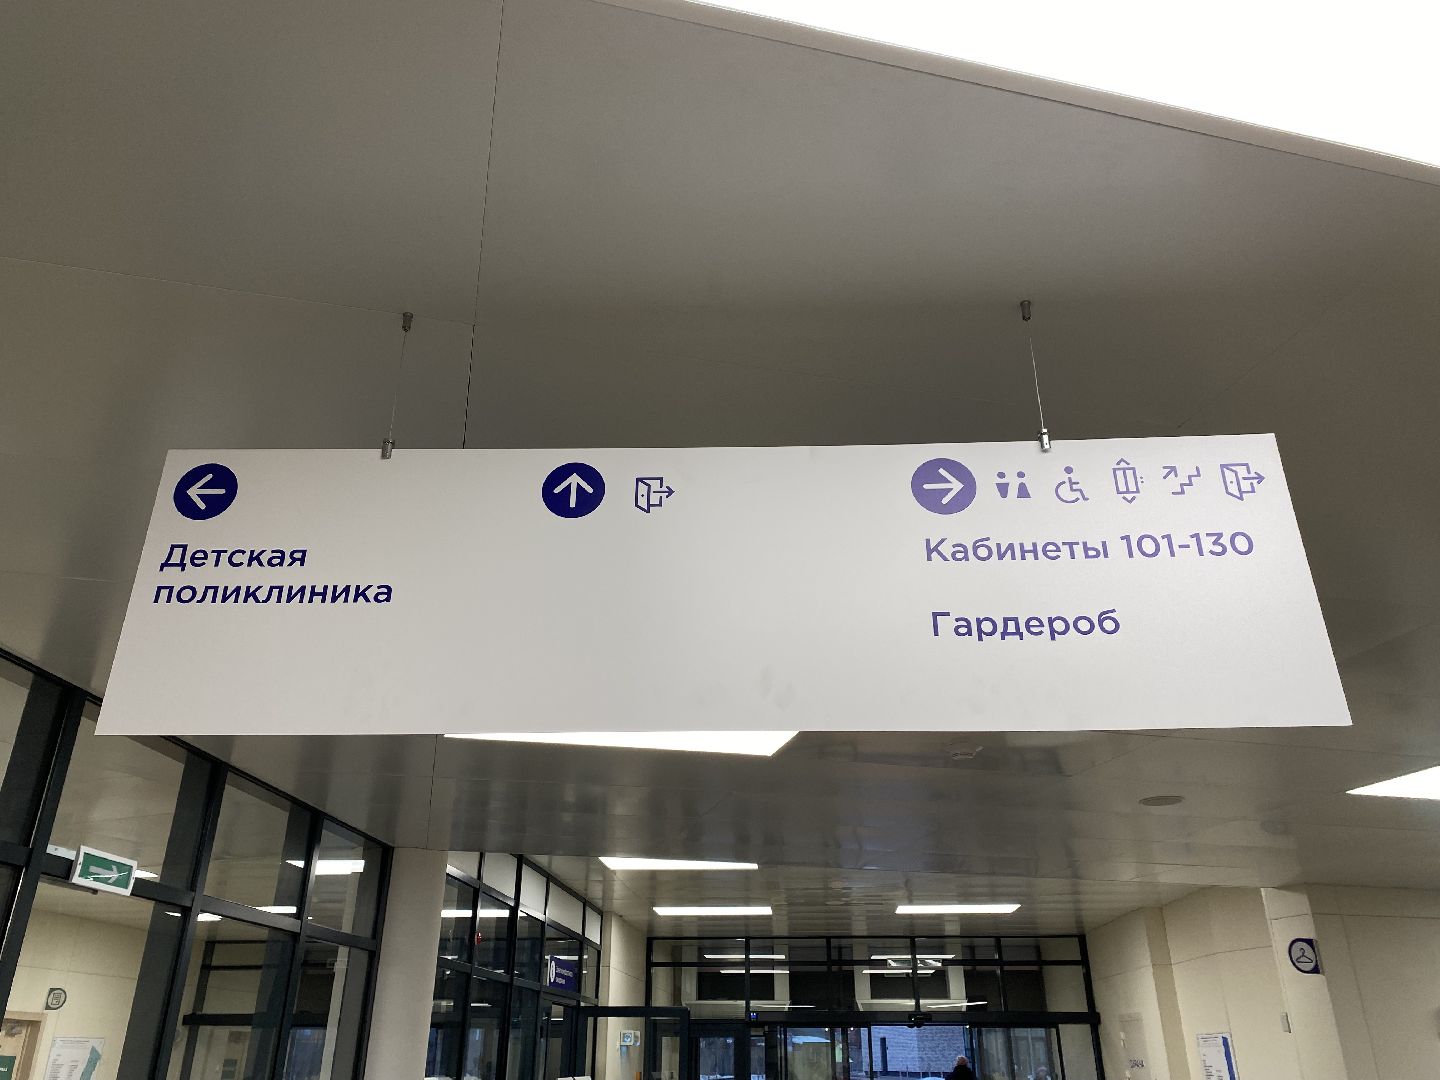 Детская
поликлиника
Кабинеты 101-130
Гардероб